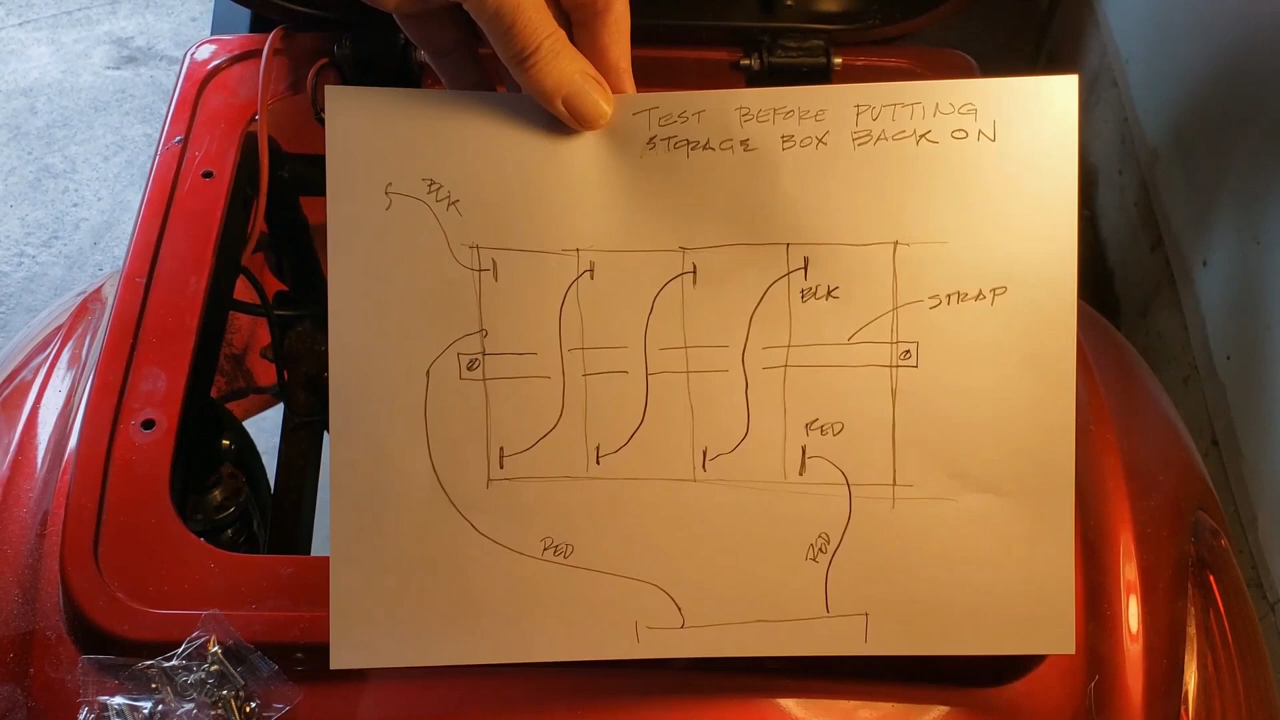 TEST BEFORE PUTTING
STORAGE BOX BACK ON
BLK
BLK
STRAP
RED
RED
RED